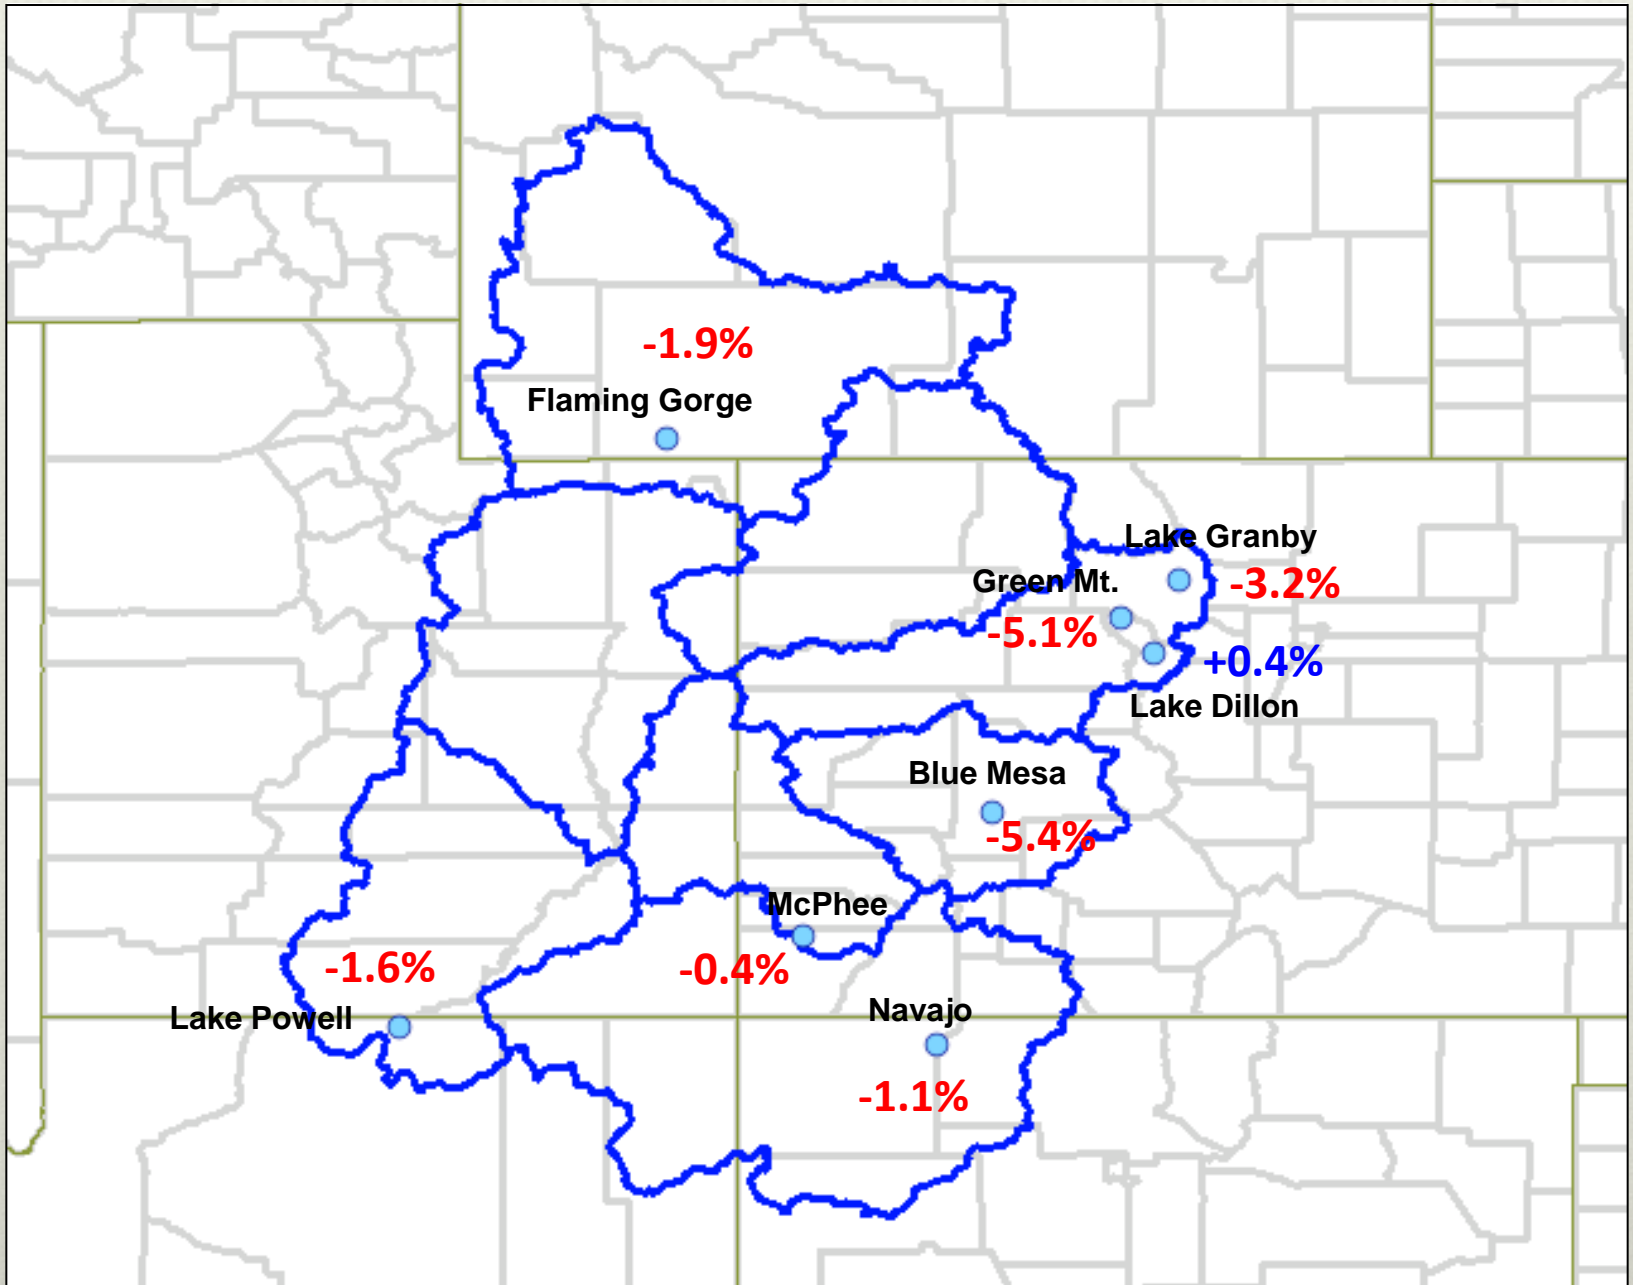 -1.9%
Flaming Gorge
Lake Granby
Green Mt.
-3.2%
-5.1%
+0.4%
Lake Dillon
Blue Mesa
-5.4%
McPhee
-1.6%
-0.4%
Lake Powell
Navajo
-1.1%